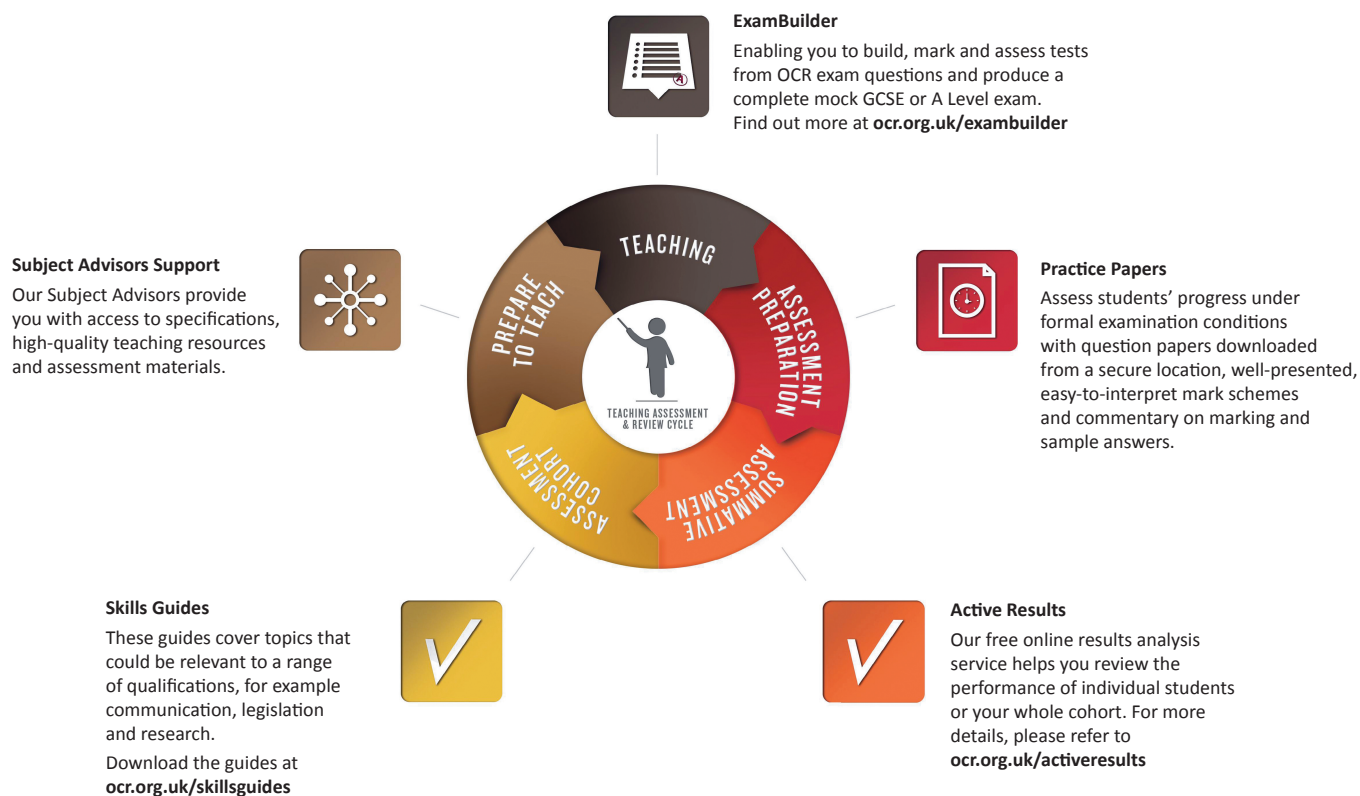 ExamBuilder
Enabling you to build, mark and assess tests
from OCR exam questions and produce a
complete mock GCSE or A Level exam.
Find out more at ocr.org.uk/exambuilder
Subject Advisors Support
Our Subject Advisors provide
you with access to specifications,
high-quality teaching resources
and assessment materials.
TEACHING
ASSESSMENT
PREPARATION
SUMMATIVE
ASSESSMENT
ASSESSMENT
COHORT
PREPARE
TO TEACH
TEACHING ASSESSMENT
& REVIEW CYCLE
Practice Papers
Assess students’ progress under
formal examination conditions
with question papers downloaded
from a secure location, well-presented,
easy-to-interpret mark schemes
and commentary on marking and
sample answers.
Skills Guides
These guides cover topics that
could be relevant to a range
of qualifications, for example
communication, legislation
and research.
Download the guides at
ocr.org.uk/skillsguides
Active Results
Our free online results analysis
service helps you review the
performance of individual students
or your whole cohort. For more
details, please refer to
ocr.org.uk/activeresults
A